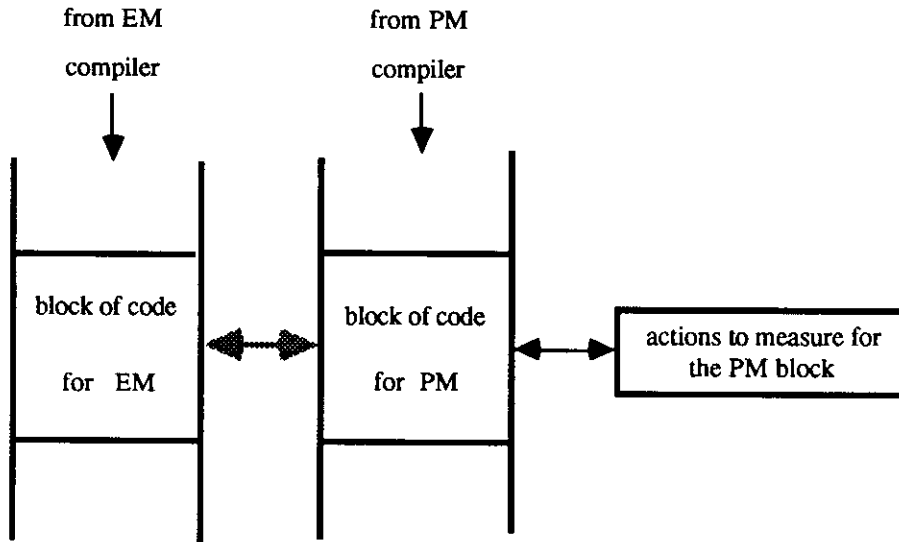 from EM
compiler
from PM
compiler
block of code
for EM
block of code
for PM
actions to measure for
the PM block